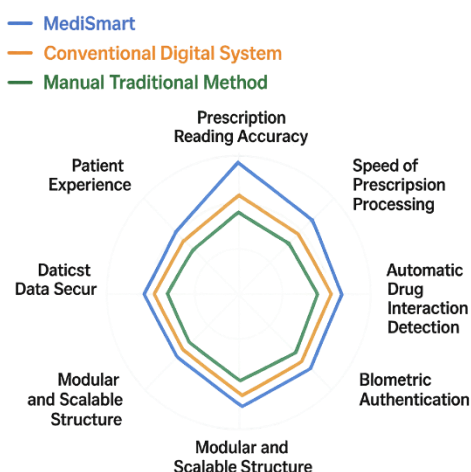 MediSmart
Conventional Digital System
Manual Traditional Method
Prescription
Reading Accuracy
Patient
Experience
Speed of
Prescripsion
Processing
Daticst
Data Secur
Automatic
Drug
Interaction
Detection
Modular
and Scalable
Structure
Blometric
Authentication
Modular and
Scalable Structure